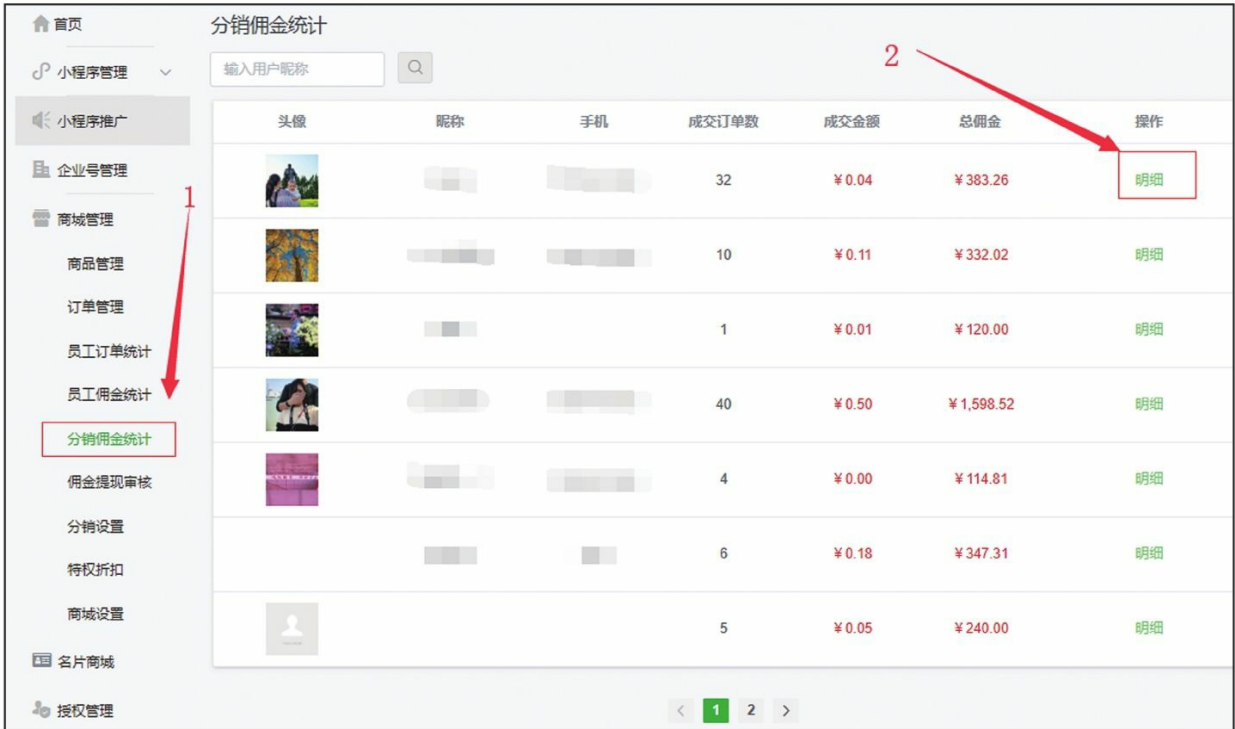 首页
小程序管理
小程序推广
企业号管理
1
商城管理
商品管理
订单管理
员工订单统计
员工佣金统计
分销佣金统计
佣金提现审核
分销设置
特权折扣
商城设置
名片商城
授权管理
分销佣金统计
输入用户昵称
2
头像 昵称 手机 成交订单数 成交金额 总佣金 操作
32 ¥0.04 ¥383.26 明细
10 ¥0.11 ¥332.02 明细
1 ¥0.01 ¥120.00 明细
40 ¥0.50 ¥1,598.52 明细
4 ¥0.00 ¥114.81 明细
6 ¥0.18 ¥347.31 明细
5 ¥0.05 ¥240.00 明细
< 1 2 >